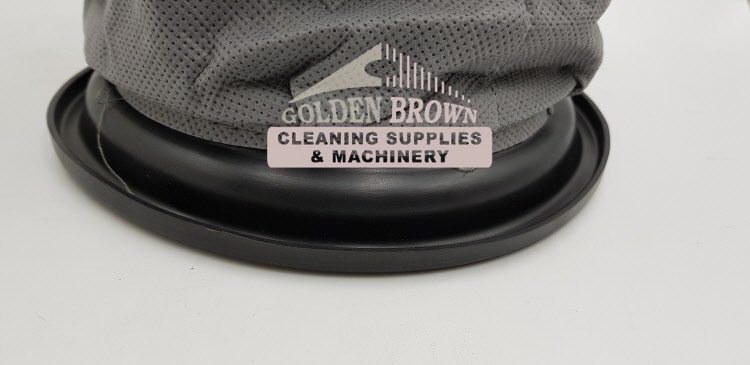 GOLDEN BROWN
CLEANING SUPPLIES
& MACHINERY